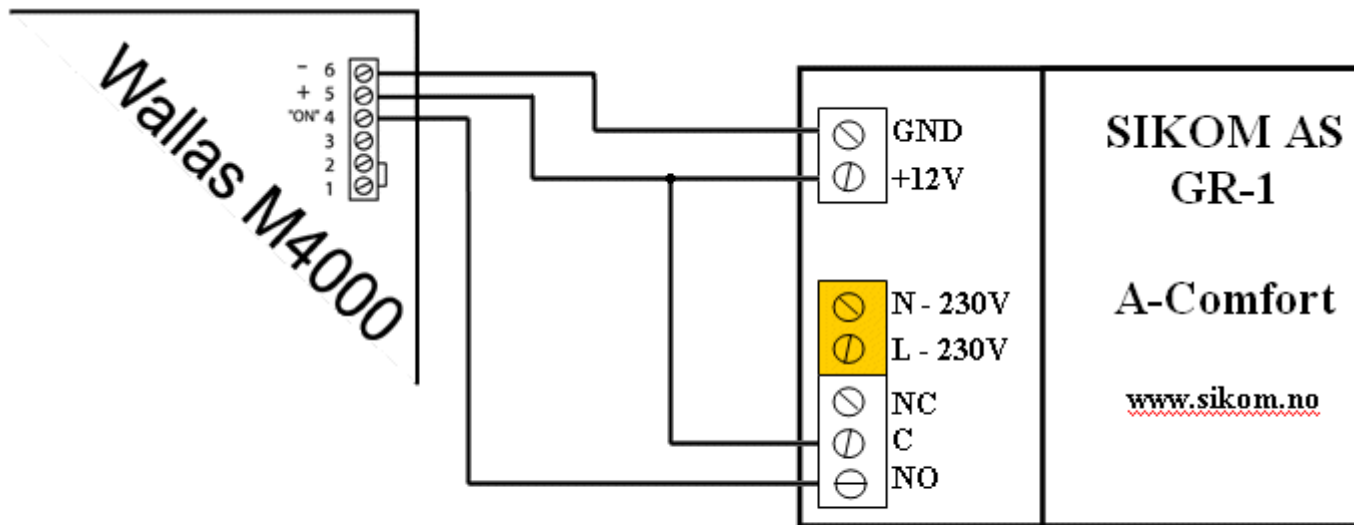 Wallas M4000
- 6
+ 5
"ON" 4
3
2
1
GND
+12V
N - 230V
L - 230V
NC
C
NO
SIKOM AS
GR-1
A-Comfort
www.sikom.no